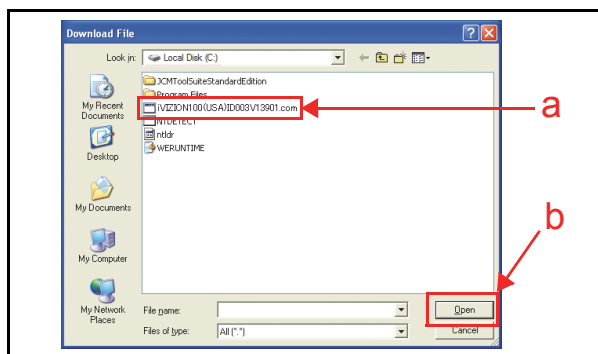 Download File
Look in:
Local Disk (C:)
JCMToolSuiteStandardEdition
Program Files
iVIZION100(USA)ID003V13901.com
NTDETECT
ntldr
WERUNTIME
My Recent
Documents
Desktop
My Documents
My Computer
My Network
Places
File name:
Open
Files of type:
All (*.*)
Cancel
a
b